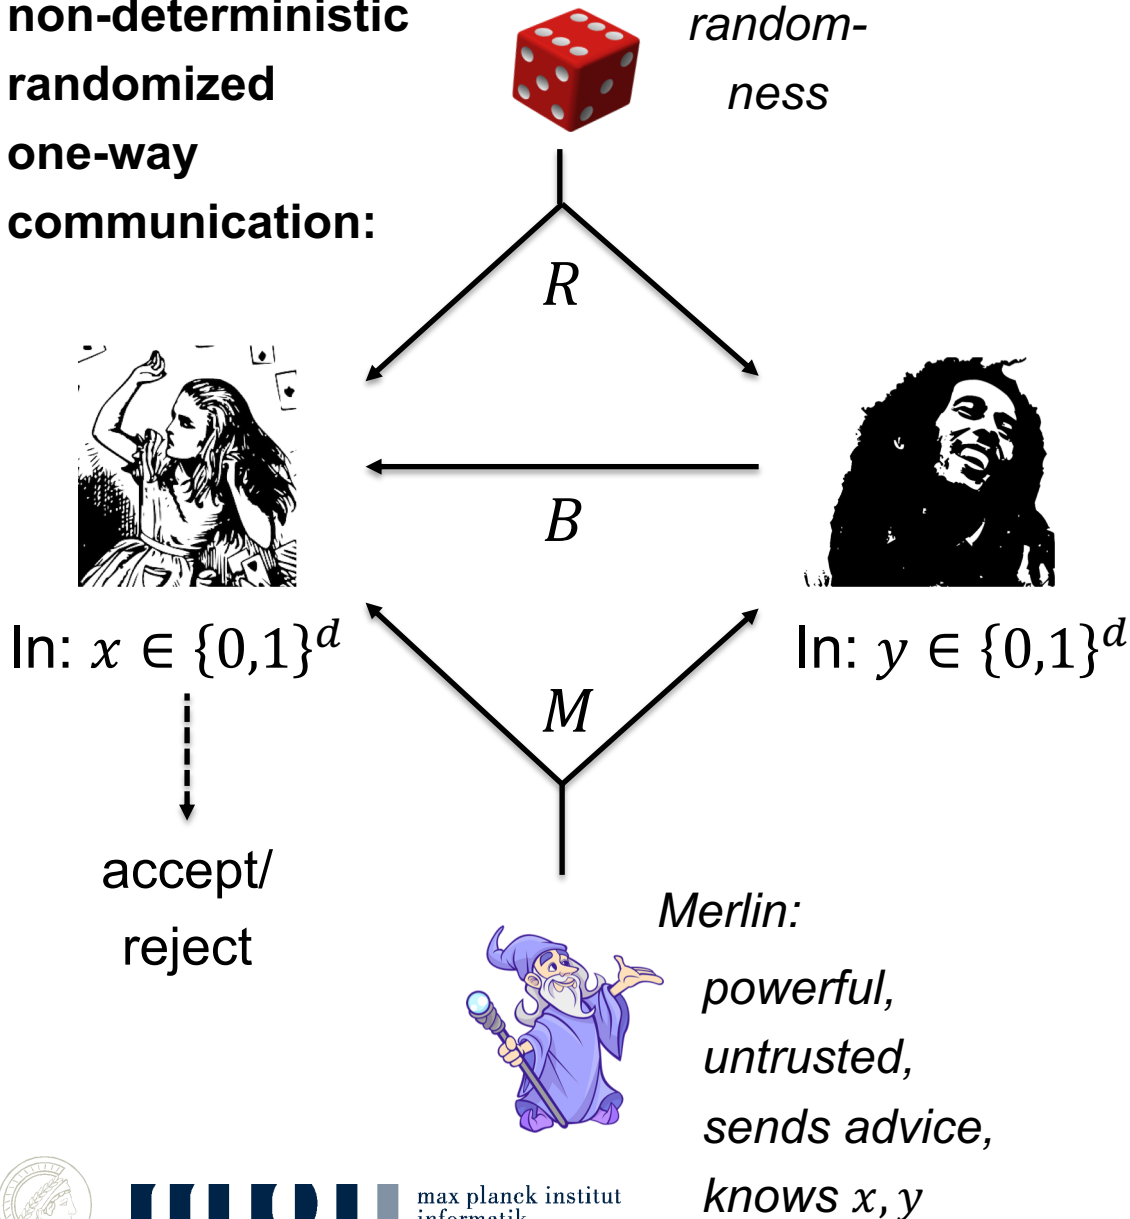 non-deterministic
randomized
one-way
communication:
random-
ness
R
B
In: x ∈ {0,1}^d
In: y ∈ {0,1}^d
M
accept/
reject
Merlin:
powerful,
untrusted,
sends advice,
knows x, y
max planck institut
informatik